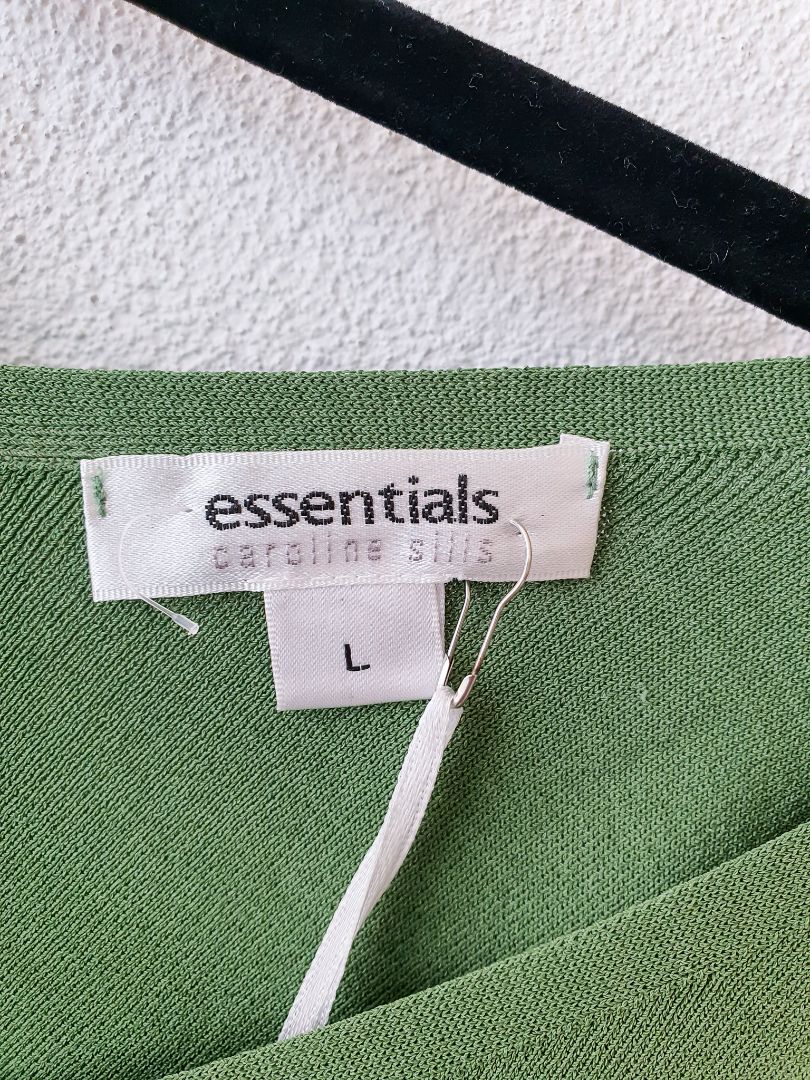 essentials
caroline sills
L